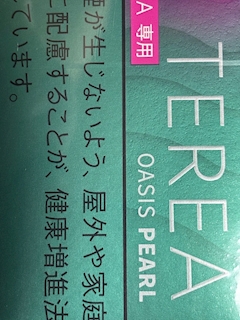 TEREA
A 専用
OASIS PEARL
煙が生じないよう、屋外や家庭
に配慮することが、健康増進法
ています。